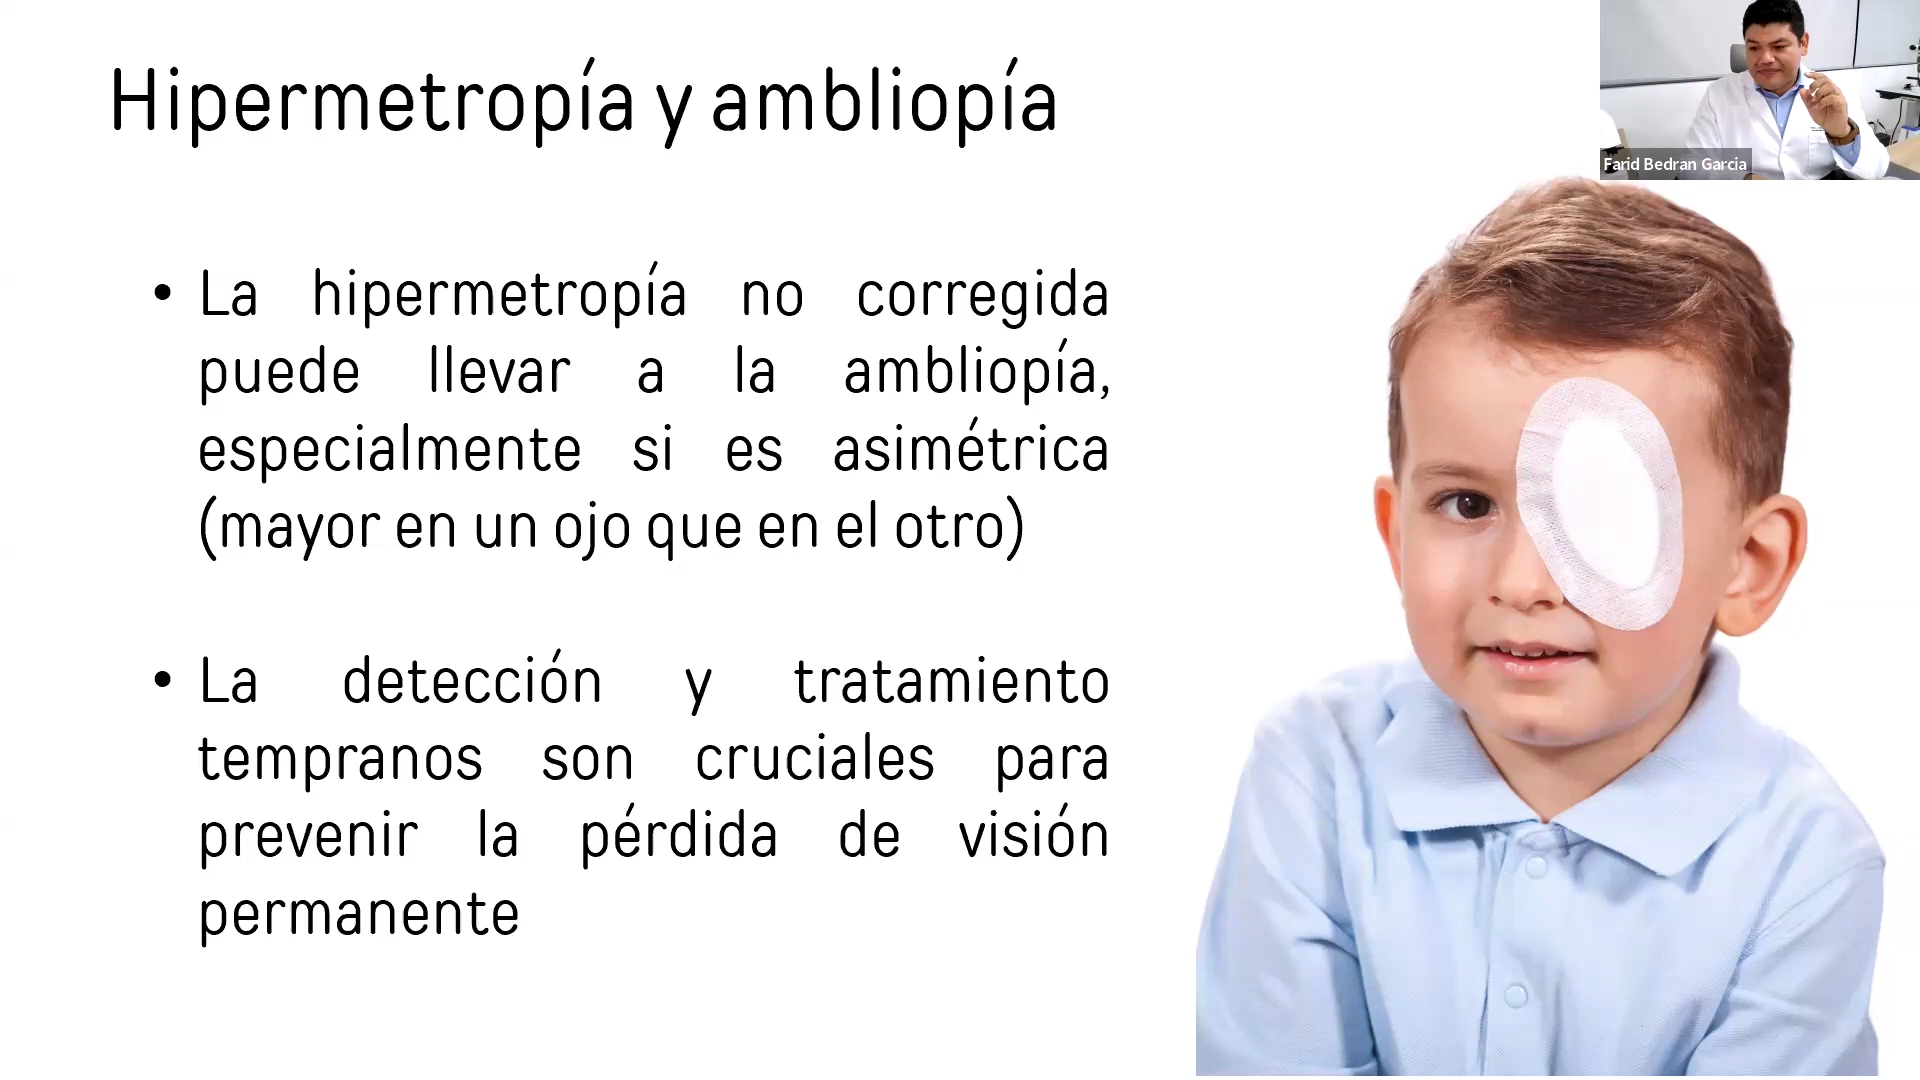 Hipermetropía y ambliopía
Farid Bedran Garcia
• La hipermetropía no corregida
puede llevar a la ambliopía,
especialmente si es asimétrica
(mayor en un ojo que en el otro)
• La detección y tratamiento
tempranos son cruciales para
prevenir la pérdida de visión
permanente